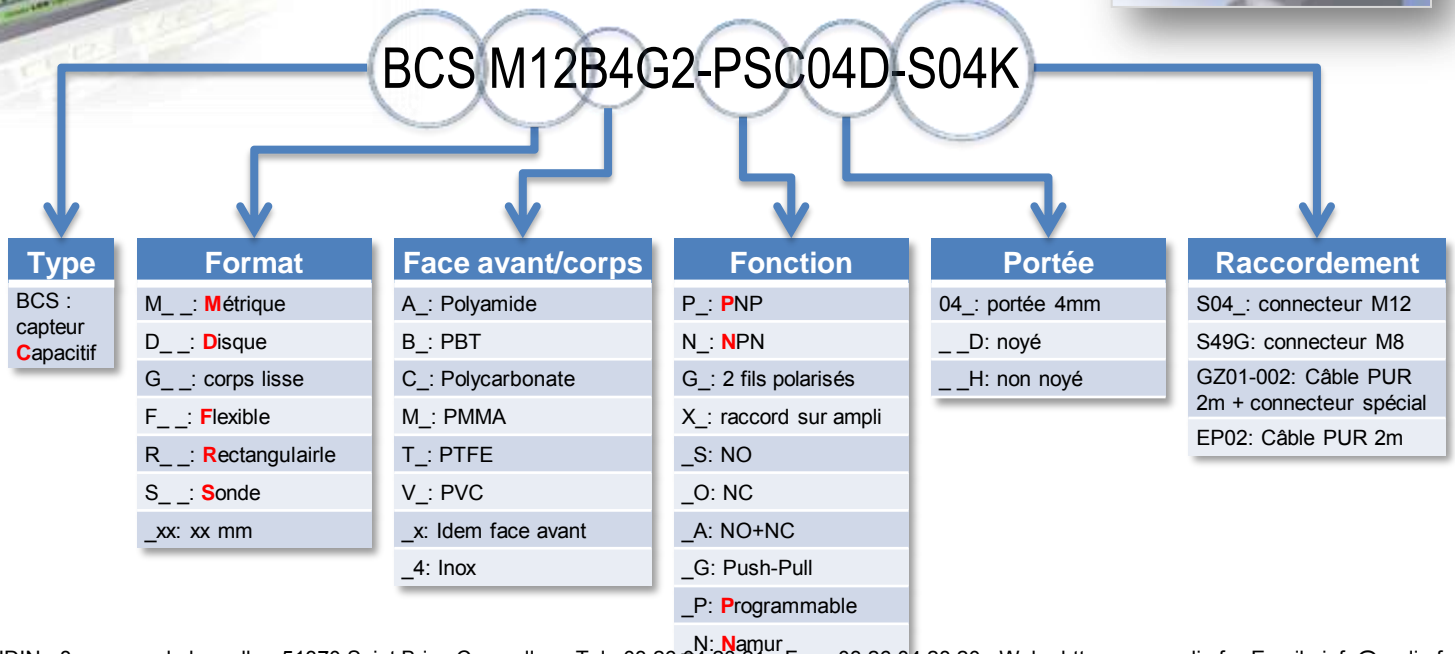 BCS M12B4G2-PSC04D-S04K
Type
BCS :
capteur
Capacitif
Format
M_ _: Métrique
D_ _: Disque
G_ _: corps lisse
F_ _: Flexible
R_ _: Rectangulairle
S_ _: Sonde
_xx: xx mm
Face avant/corps
A_: Polyamide
B_: PBT
C_: Polycarbonate
M_: PMMA
T_: PTFE
V_: PVC
_x: Idem face avant
_4: Inox
Fonction
P_: PNP
N_: NPN
G_: 2 fils polarisés
X_: raccord sur ampli
_S: NO
_O: NC
_A: NO+NC
_G: Push-Pull
_P: Programmable
_N: Namur
Portée
04_: portée 4mm
_ _D: noyé
_ _H: non noyé
Raccordement
S04_: connecteur M12
S49G: connecteur M8
GZ01-002: Câble PUR
2m + connecteur spécial
EP02: Câble PUR 2m